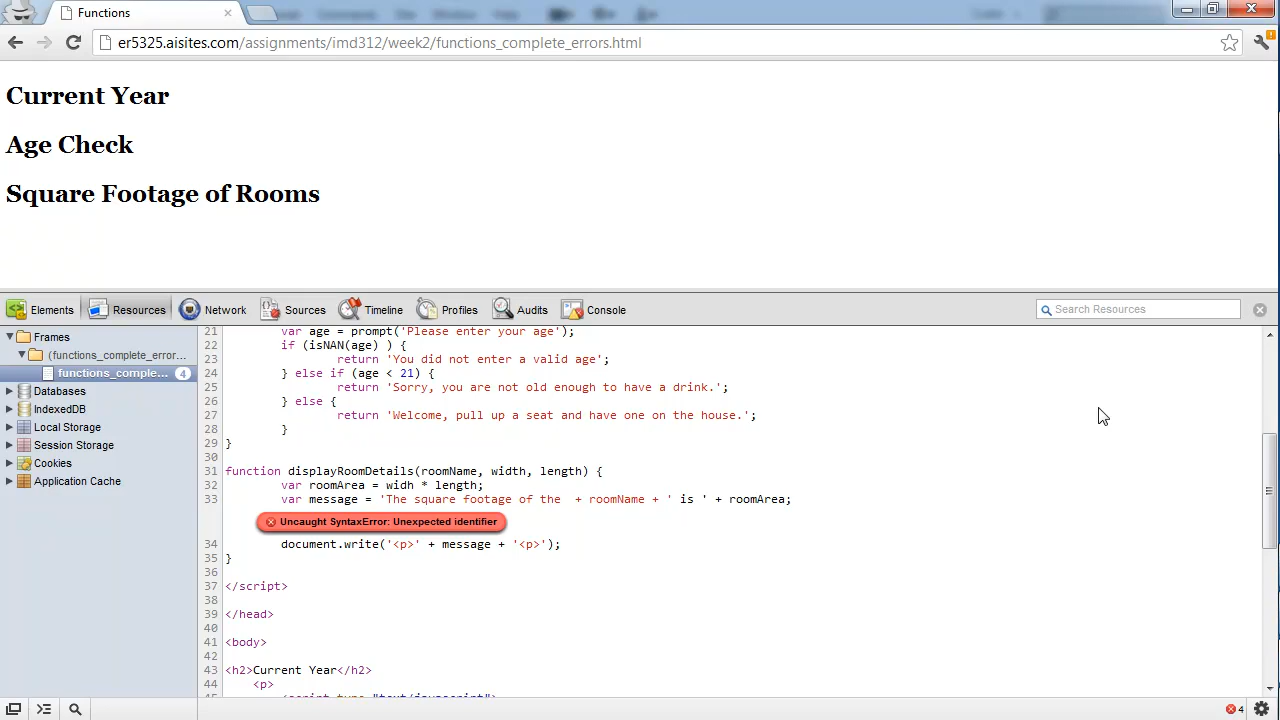 Functions
er5325.aisites.com/assignments/imd312/week2/functions_complete_errors.html
Current Year
Age Check
Square Footage of Rooms
Elements Resources Network Sources Timeline Profiles Audits Console Search Resources
Frames
(functions_complete_error...
functions_comple... 4
Databases
IndexedDB
Local Storage
Session Storage
Cookies
Application Cache
21 var age = prompt('Please enter your age');
22 if (isNAN(age) ) {
23 return 'You did not enter a valid age';
24 } else if (age < 21) {
25 return 'Sorry, you are not old enough to have a drink.';
26 } else {
27 return 'Welcome, pull up a seat and have one on the house.';
28 }
29 }
30
31 function displayRoomDetails(roomName, width, length) {
32 var roomArea = widh * length;
33 var message = 'The square footage of the  + roomName + ' is ' + roomArea;
Uncaught SyntaxError: Unexpected identifier
34 document.write('<p>' + message + '<p>');
35 }
36
37 </script>
38
39 </head>
40
41 <body>
42
43 <h2>Current Year</h2>
44 <p>
45 <script type "text/javascript">
4